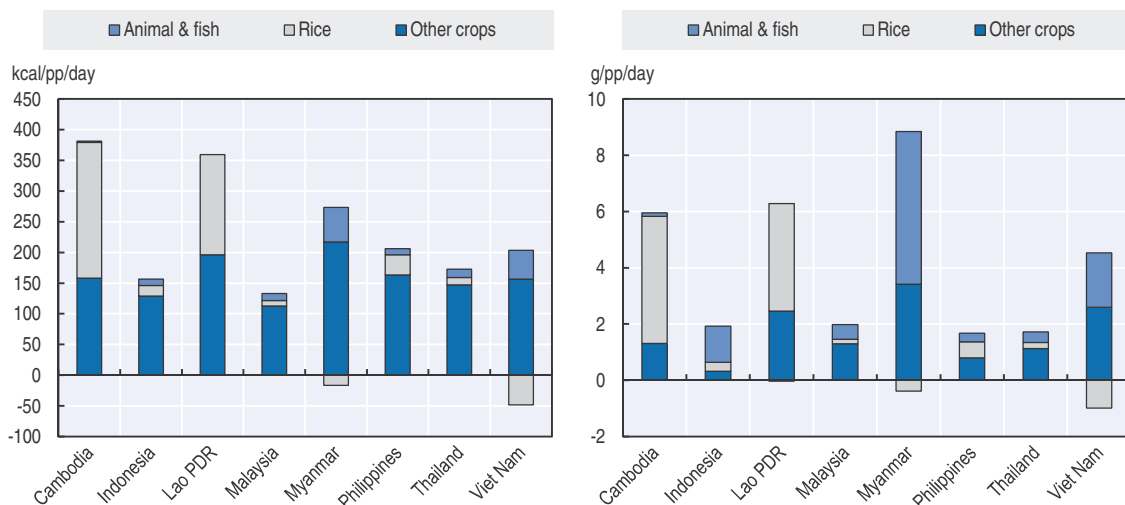 Animal & fish Rice Other crops
kcal/pp/day
450
400
350
300
250
200
150
100
50
0
-50
-100
Cambodia
Indonesia
Lao PDR
Malaysia
Myanmar
Philippines
Thailand
Viet Nam
Animal & fish Rice Other crops
g/pp/day
10
8
6
4
2
0
-2
Cambodia
Indonesia
Lao PDR
Malaysia
Myanmar
Philippines
Thailand
Viet Nam